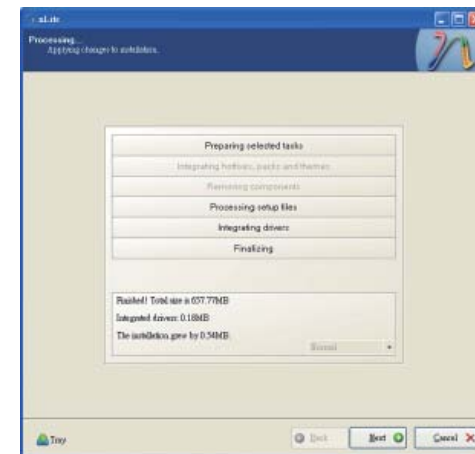 nLite
Processing...
Applying changes to installation.
Preparing selected tasks
Integrating hotfixes, packs and themes
Removing components
Processing setup files
Integrating drivers
Finalizing
Finished! Total size is 657.77MB
Integrated drivers: 0.18MB
The installation grew by 0.54MB
Normal
Tray
Back
Next
Cancel